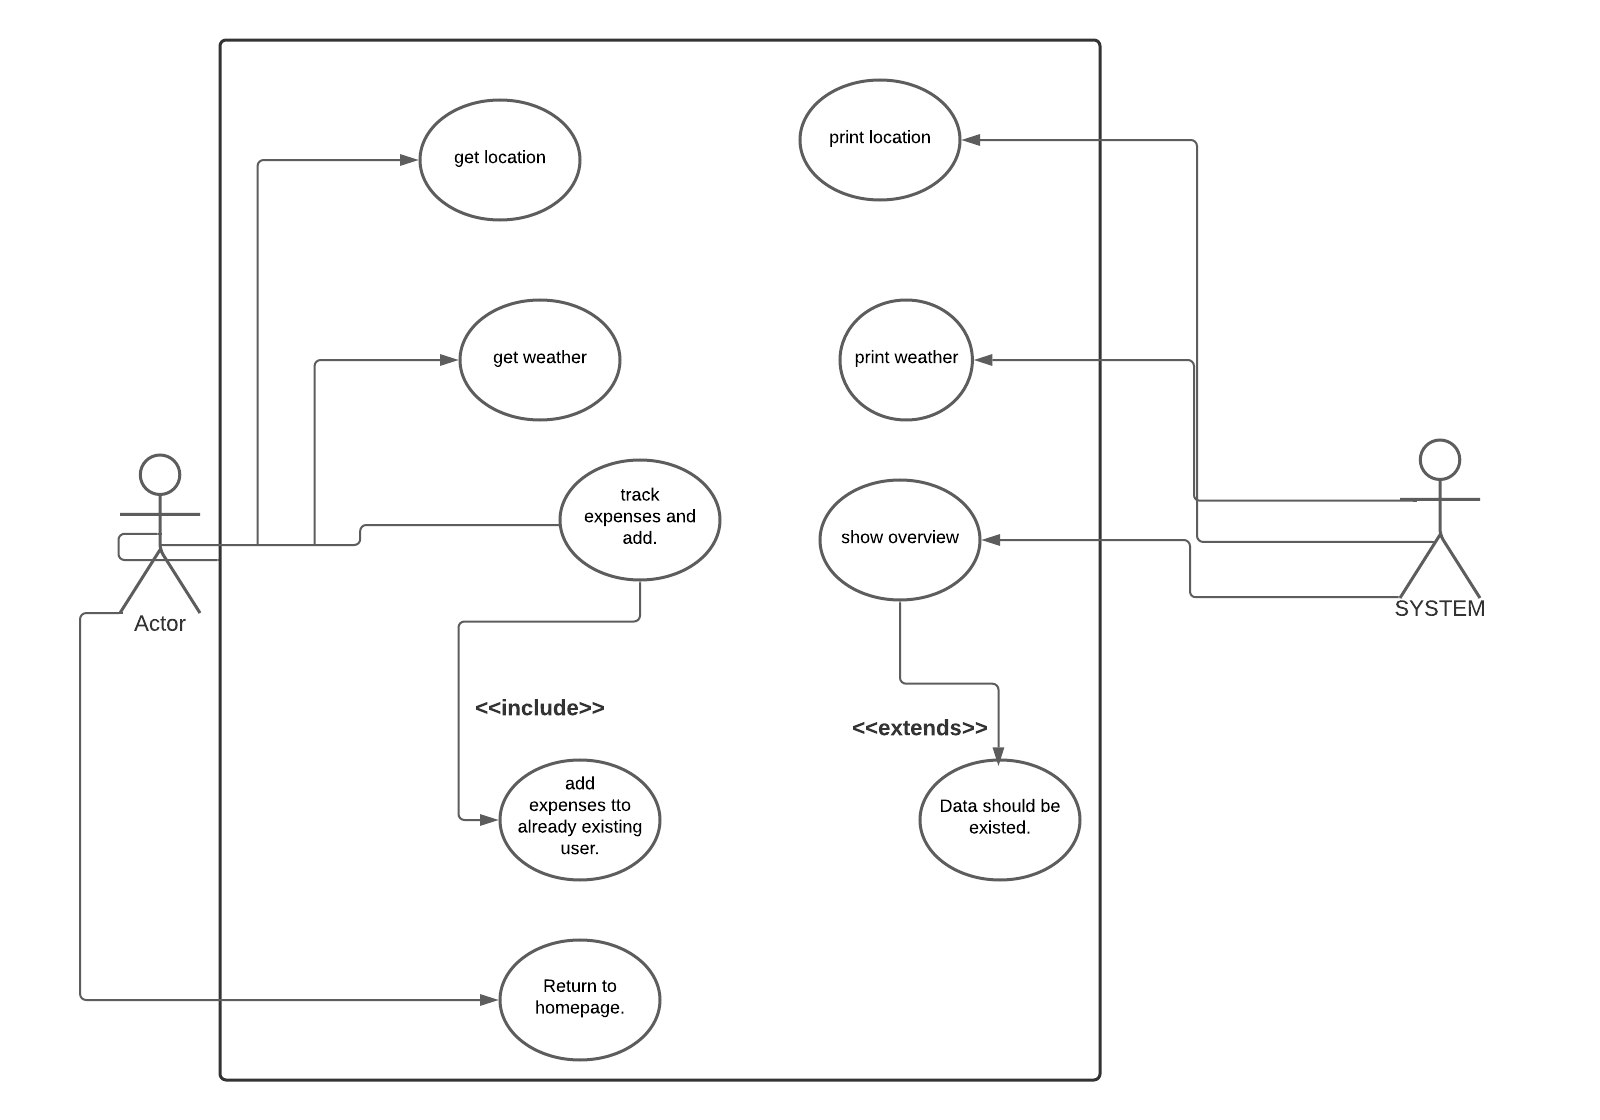 print location
get location
get weather
print weather
track
expenses and
add.
show overview
Actor
SYSTEM
<<include>>
<<extends>>
add
expenses tto
already existing
user.
Data should be
existed.
Return to
homepage.